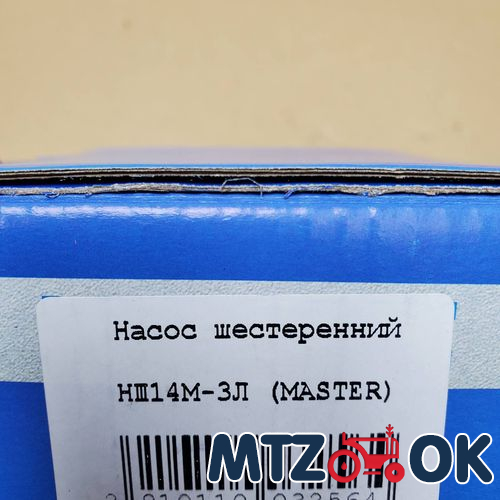 Насос шестеренний
НШ14М-3Л (MASTER)
MTZ OK